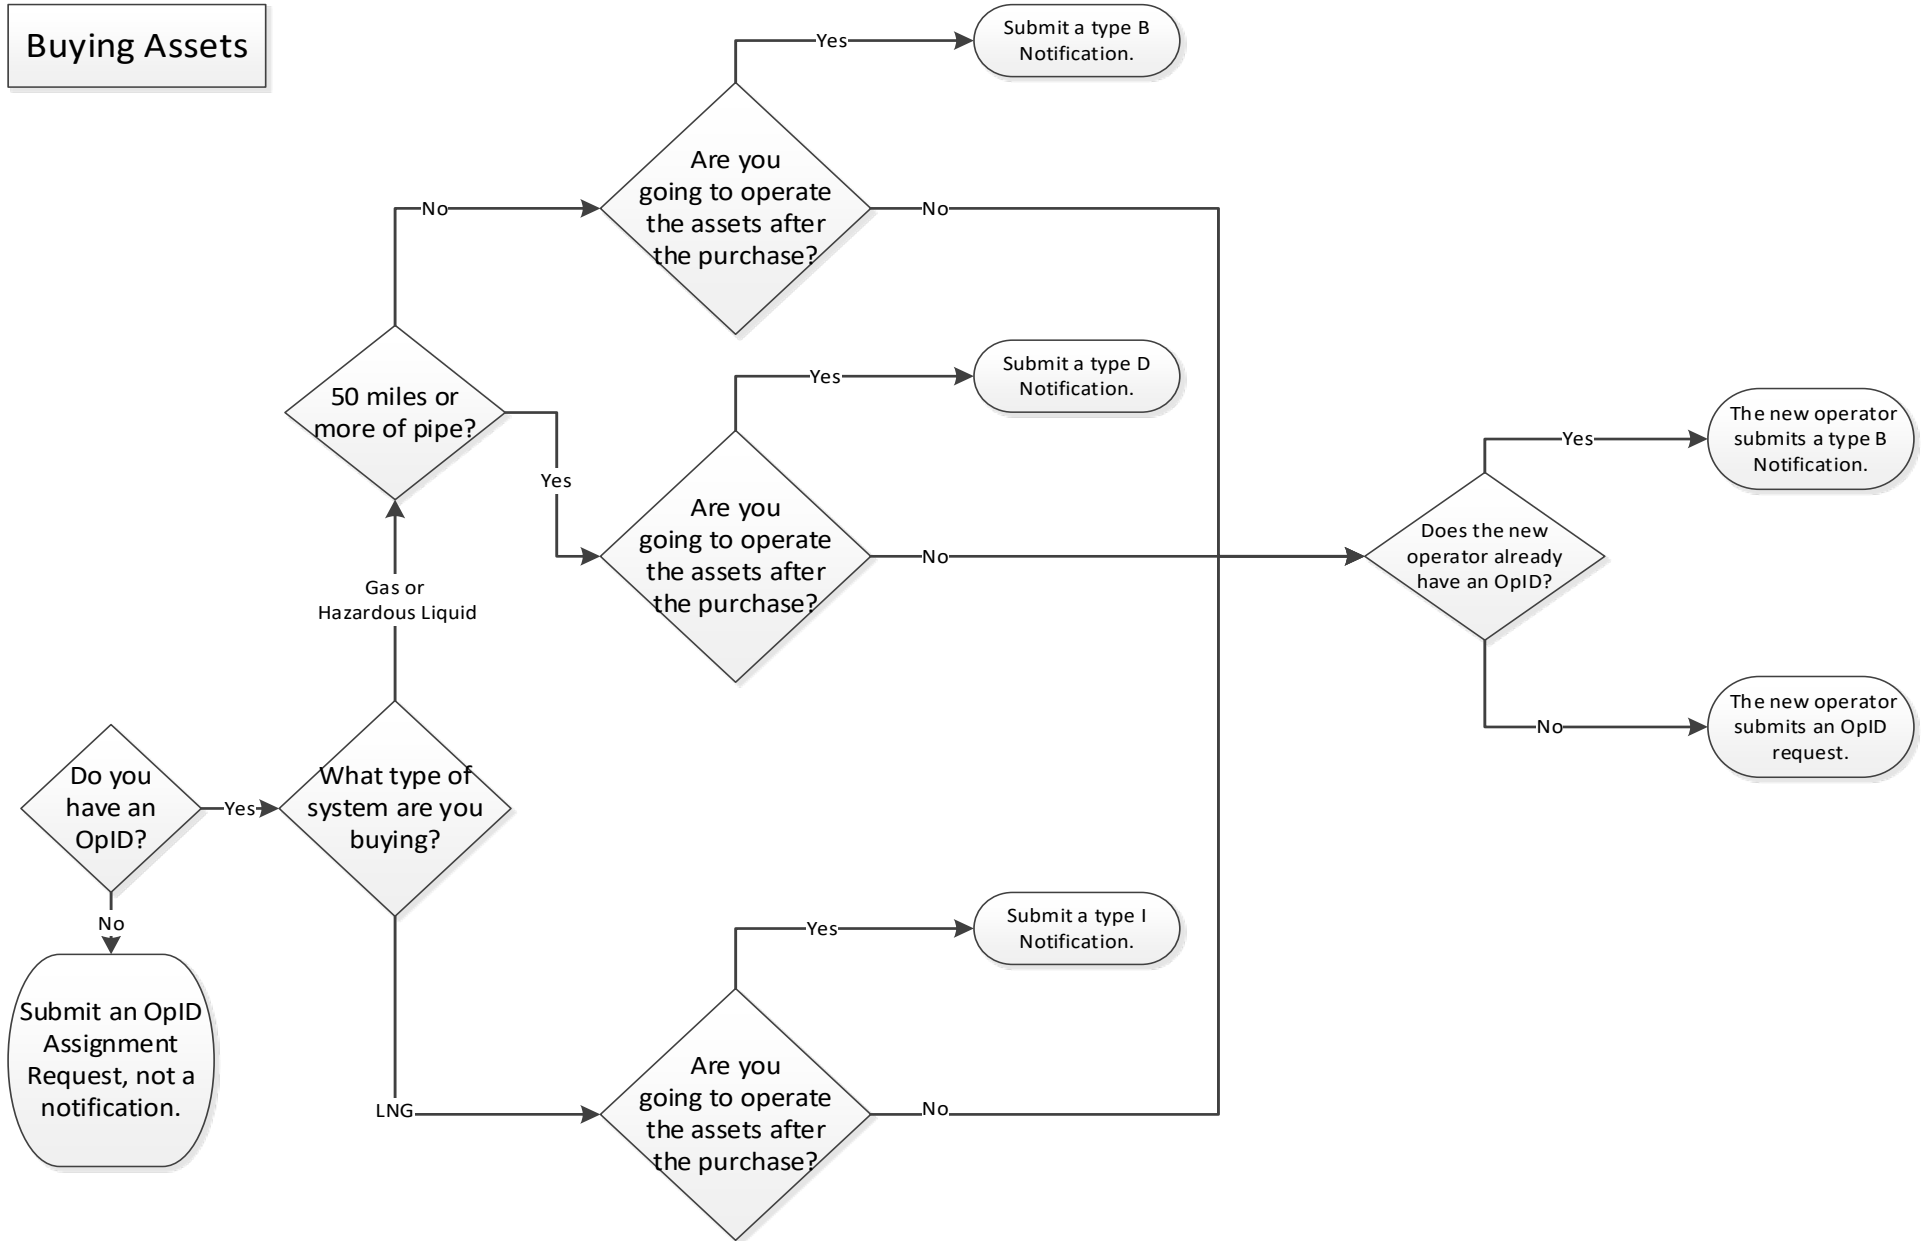 Buying Assets
Yes
Submit a type B
Notification.
Are you
going to operate
the assets after
the purchase?
No
No
50 miles or
more of pipe?
Yes
Yes
Submit a type D
Notification.
Are you
going to operate
the assets after
the purchase?
No
Gas or
Hazardous Liquid
Do you
have an
OpID?
Yes
What type of
system are you
buying?
No
Submit an OpID
Assignment
Request, not a
notification.
LNG
Yes
Submit a type I
Notification.
Are you
going to operate
the assets after
the purchase?
No
Does the new
operator already
have an OpID?
Yes
The new operator
submits a type B
Notification.
No
The new operator
submits an OpID
request.